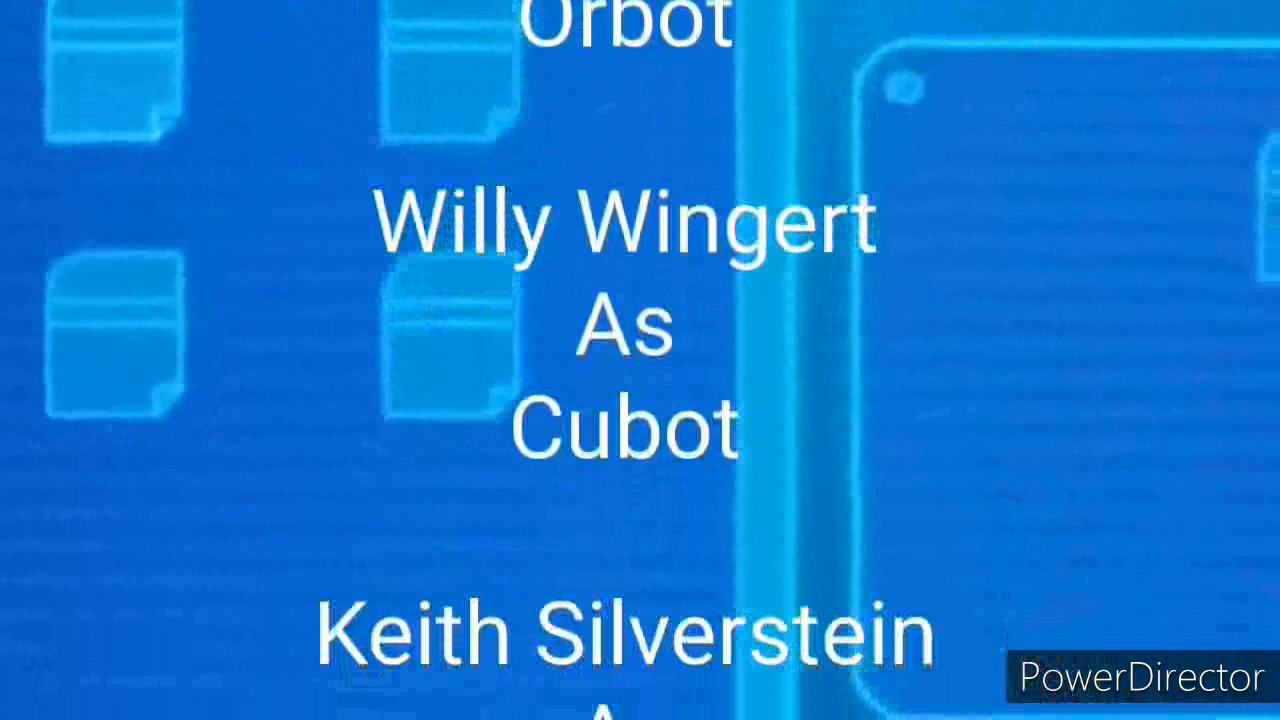 Orbot
Willy Wingert
As
Cubot
Keith Silverstein
PowerDirector